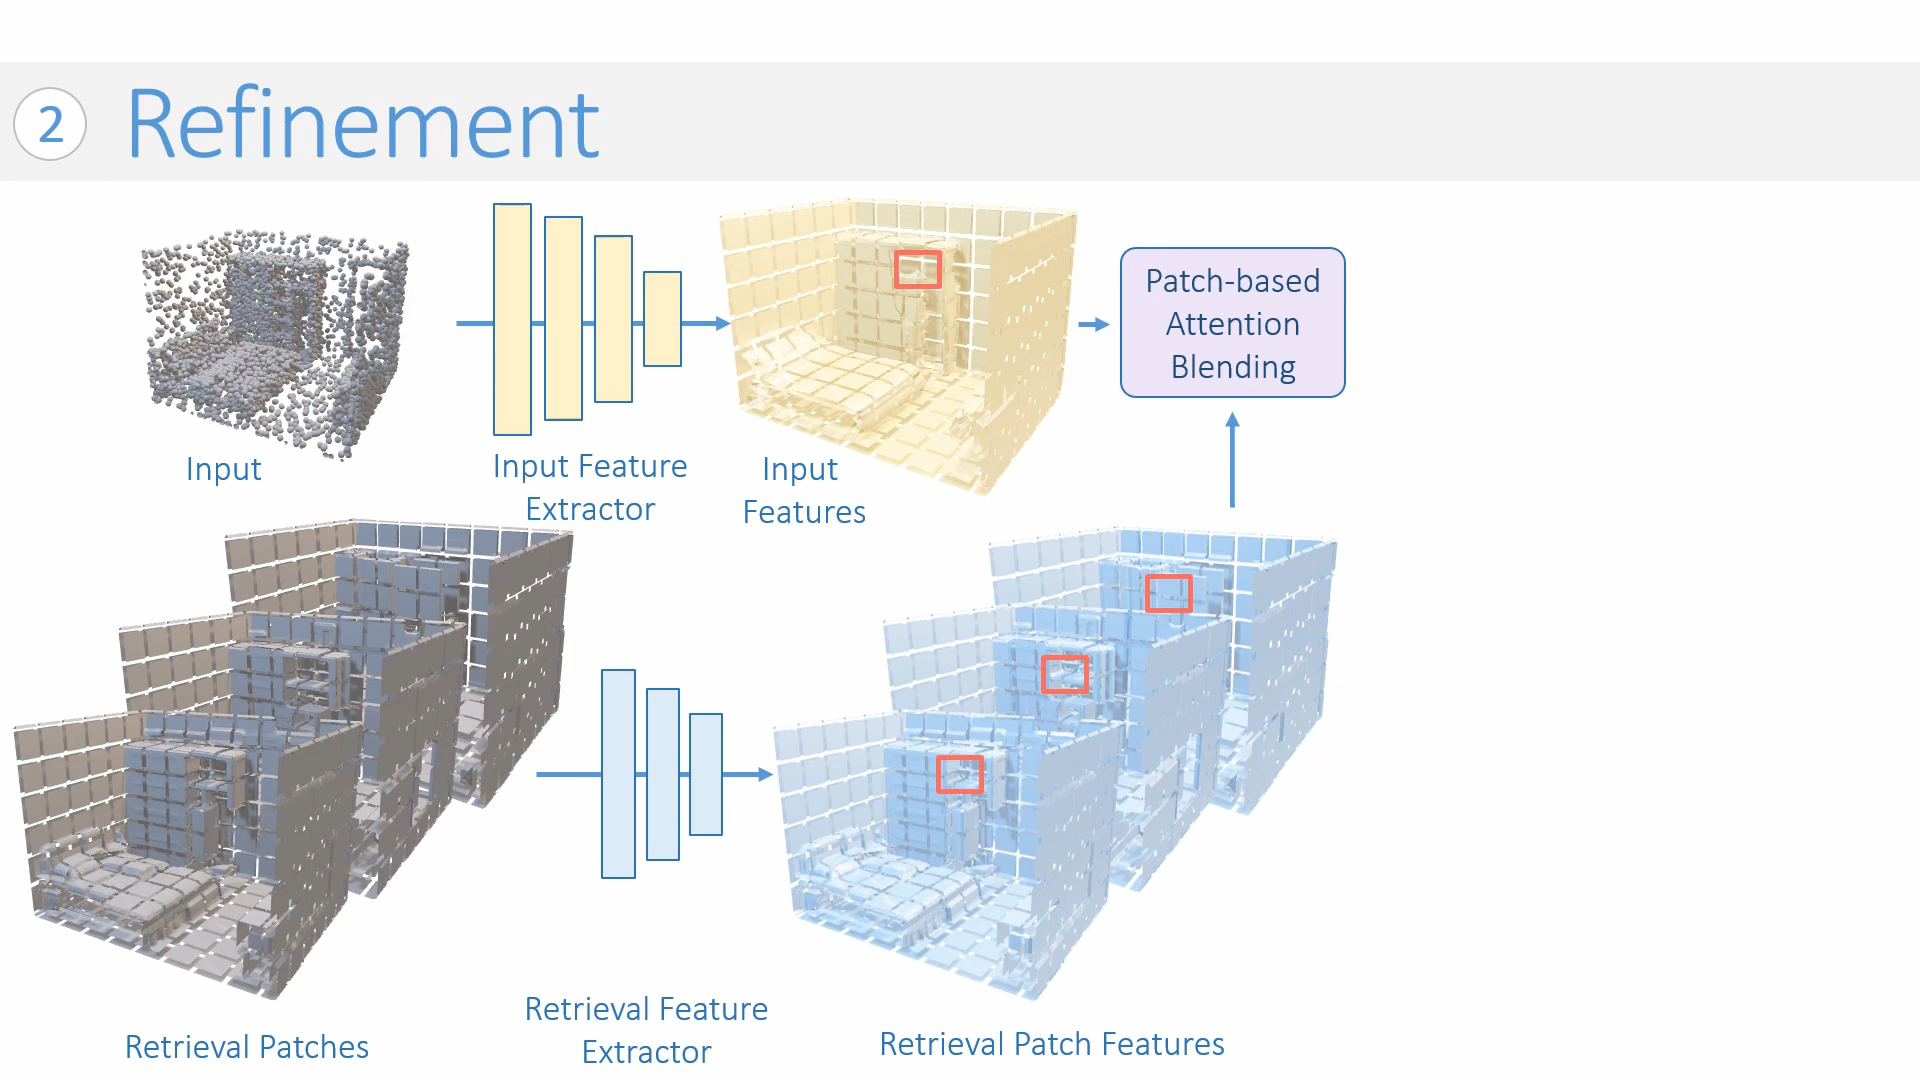 2
Refinement
Input
Input Feature
Extractor
Input
Features
Patch-based
Attention
Blending
Retrieval Patches
Retrieval Feature
Extractor
Retrieval Patch Features